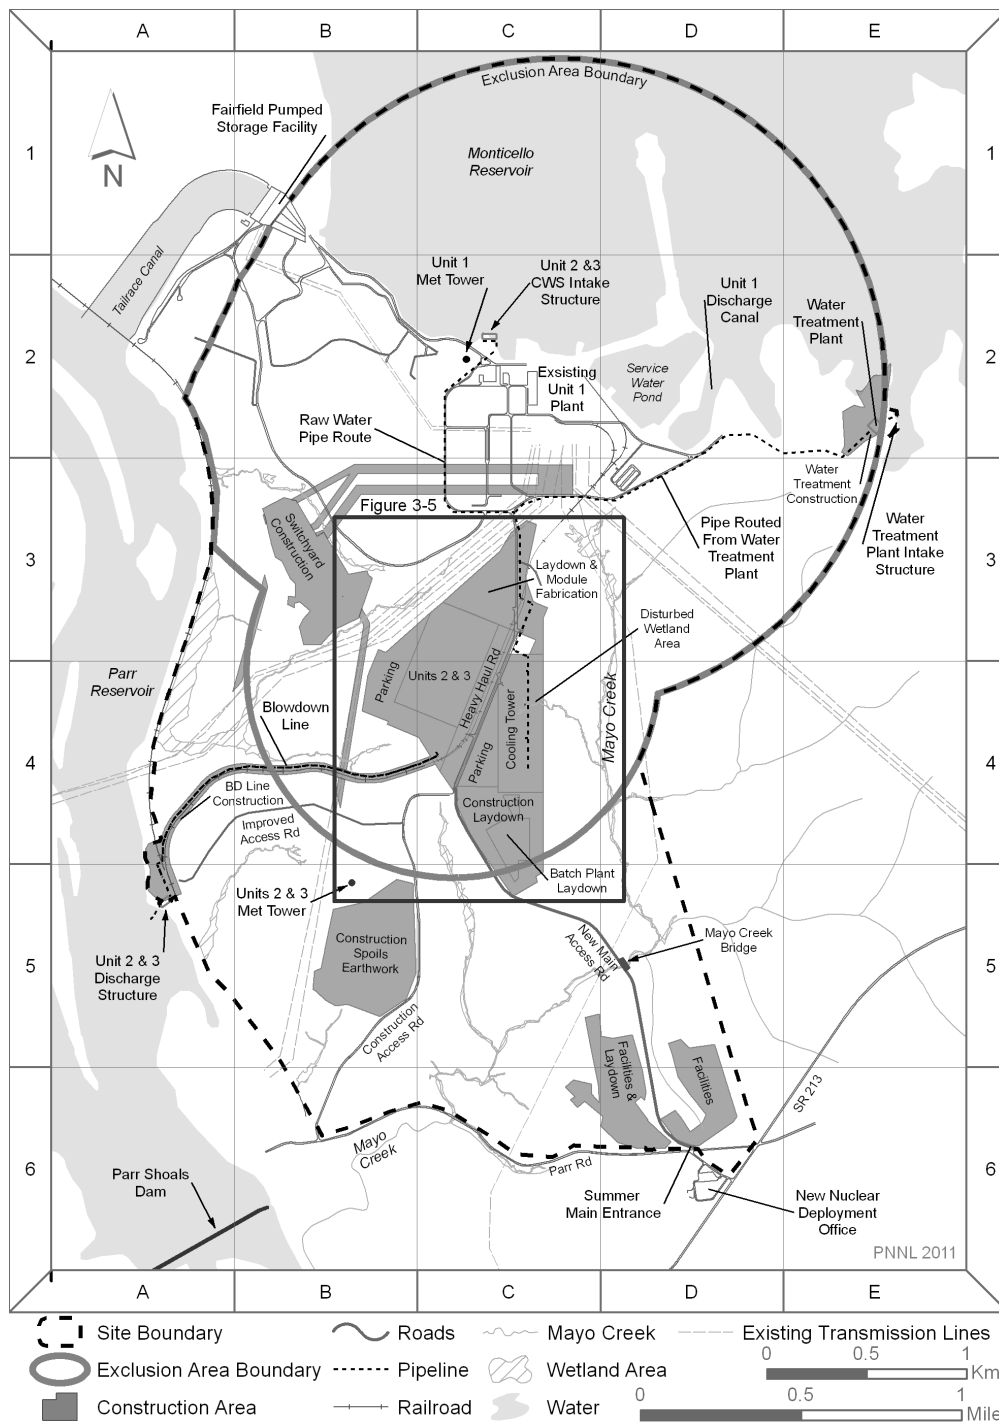 A
B
C
D
E
Exclusion Area Boundary
Fairfield Pumped
Storage Facility
1
1
Monticello
Reservoir
N
Tailrace Canal
Unit 1
Met Tower
Unit 2 &3
CWS Intake
Structure
Unit 1
Discharge
Canal
Water
Treatment
Plant
2
2
Exsisting
Unit 1
Plant
Service
Water
Pond
Raw Water
Pipe Route
Water
Treatment
Construction
Figure 3-5
Switchyard
Construction
Pipe Routed
From Water
Treatment
Plant
Water
Treatment
Plant Intake
Structure
3
3
Laydown &
Module
Fabrication
Disturbed
Wetland
Area
Parr
Reservoir
Parking
Units 2 & 3
Heavy Haul Rd
Mayo Creek
Blowdown
Line
Cooling Tower
Parking
4
4
BD Line
Construction
Improved
Access Rd
Construction
Laydown
Batch Plant
Laydown
Units 2 & 3
Met Tower
Unit 2 & 3
Discharge
Structure
Construction
Spoils
Earthwork
New Main
Access Rd
Mayo Creek
Bridge
5
5
Construction
Access Rd
Facilities &
Laydown
Facilities
SR 213
Mayo
Creek
Parr Rd
6
6
Parr Shoals
Dam
Summer
Main Entrance
New Nuclear
Deployment
Office
PNNL 2011
A
B
C
D
E
Site Boundary
Roads
Mayo Creek
Existing Transmission Lines
Exclusion Area Boundary
Pipeline
Wetland Area
0
0.5
1
Km
Construction Area
Railroad
Water
0
0.5
1
Mile